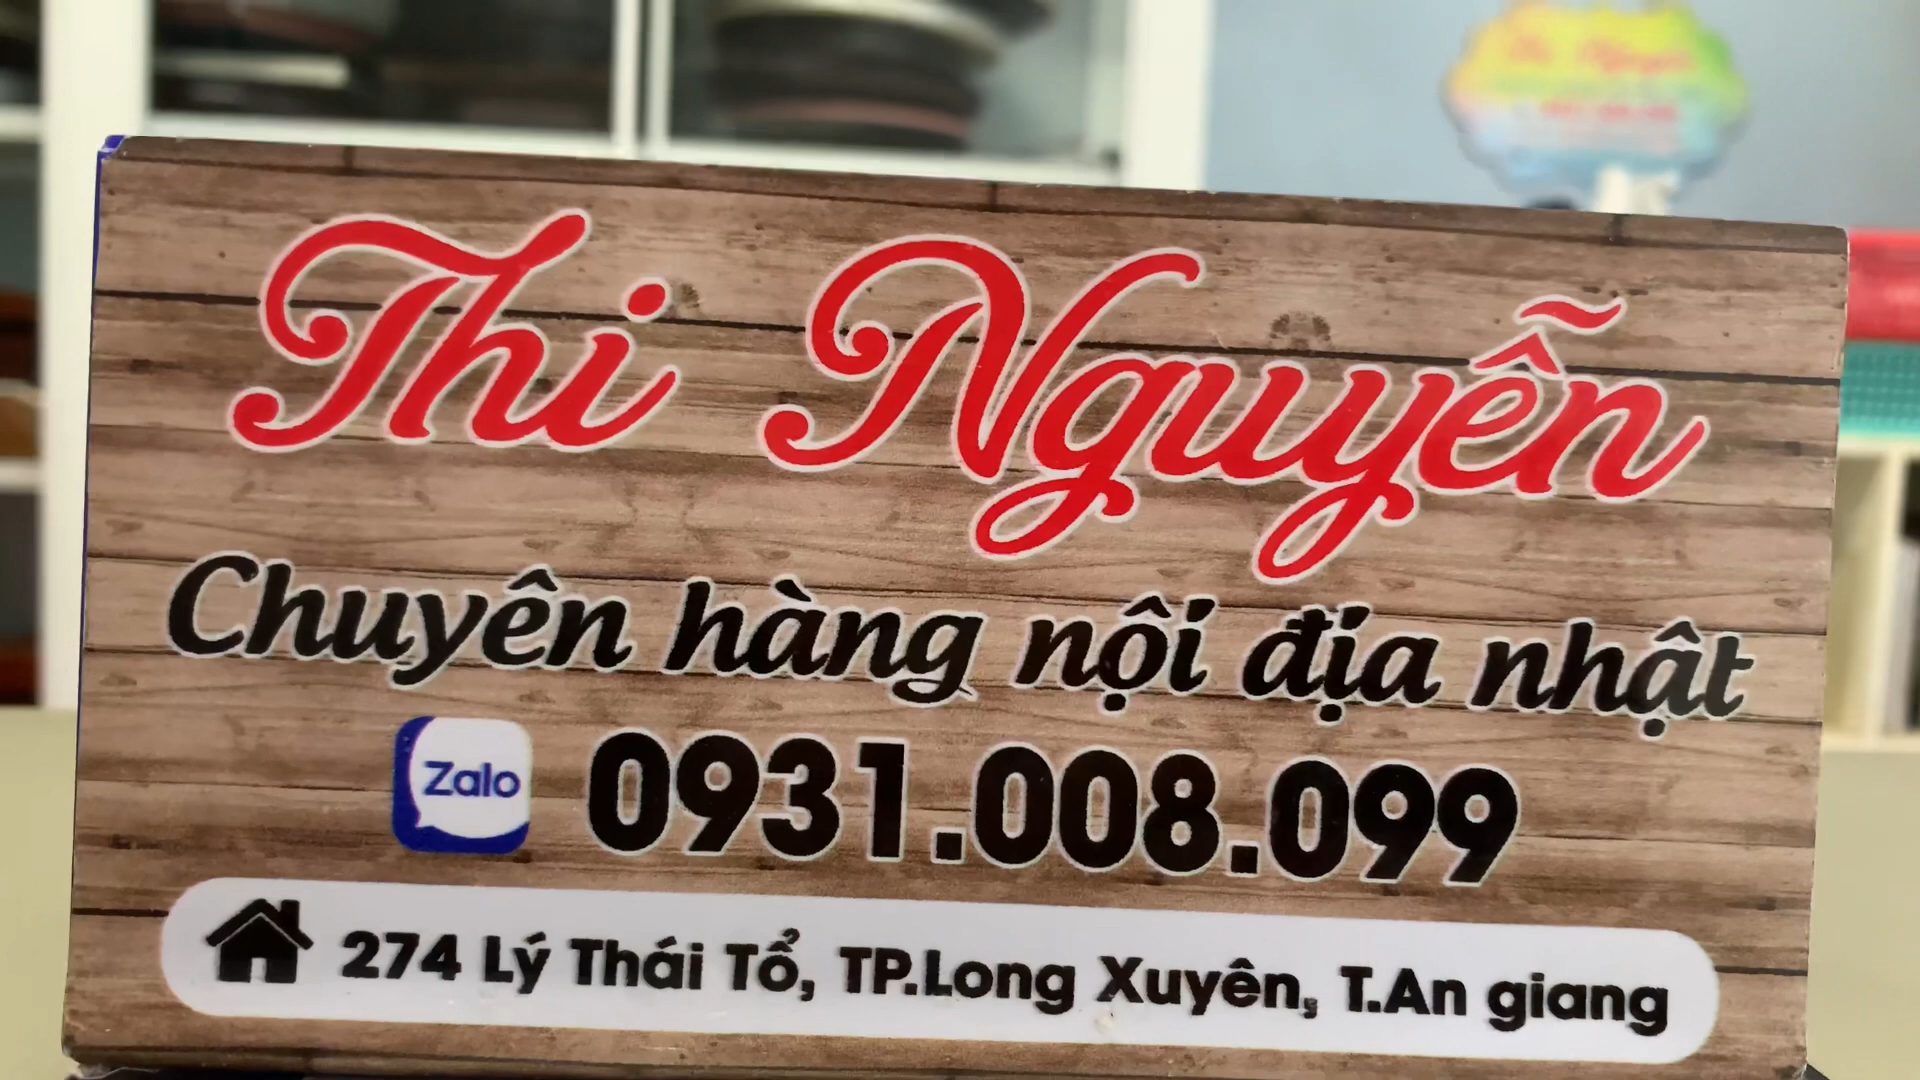 Thi Nguyễn
Chuyên hàng nội địa nhật
Zalo 0931.008.099
274 Lý Thái Tổ, TP.Long Xuyên, T.An giang